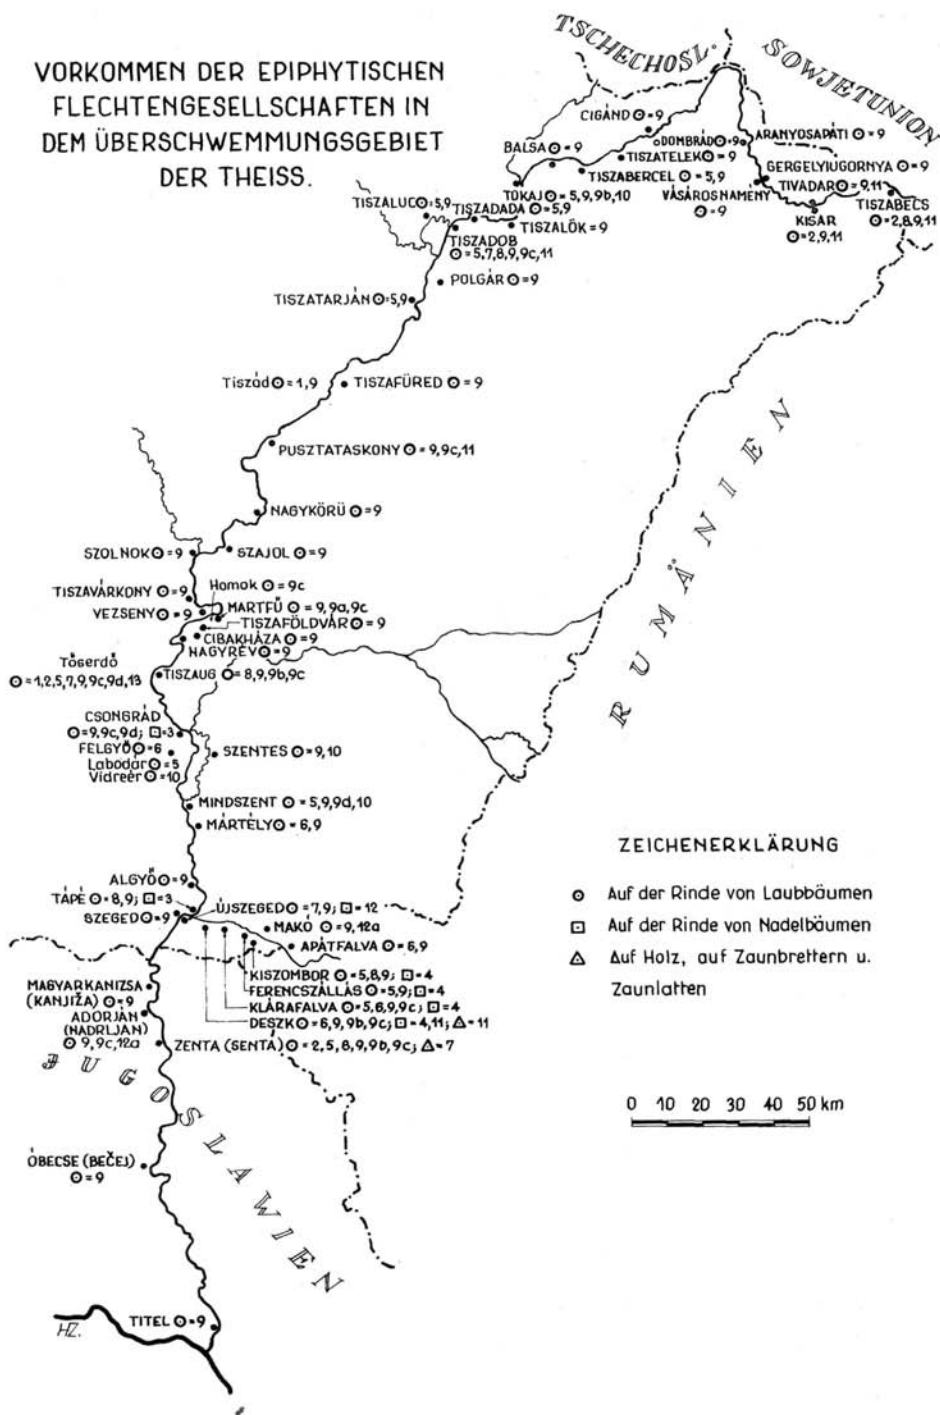 VORKOMMEN DER EPIPHYTISCHEN
FLECHTENGESELLSCHAFTEN IN
DEM ÜBERSCHWEMMUNGSGEBIET
DER THEISS.
TSCHECHOSL.
SOWJETUNION
CIGÁND ⊙ = 9
DOMBRÁD ⊙ = 9
ARANYOSAPÁTI ⊙ = 9
BALSA ⊙ = 9
TISZATELEK ⊙ = 9
GERGELYIUGORNYA ⊙ = 9
TISZABERCEL ⊙ = 5,9
TIVADAR ⊙ = 9,11
TOKAJ ⊙ = 5,9,9b,10
VÁSÁROSNAMÉNY
⊙ = 9
TISZABECS
⊙ = 2,8,9,11
KISAR
⊙ = 2,9,11
TISZALUC ⊙ = 5,9
TISZADADA ⊙ = 5,9
TISZALÖK = 9
TISZADOB
⊙ = 5,7,8,9,9c,11
POLGÁR ⊙ = 9
TISZATARJÁN ⊙ = 5,9
Tiszád ⊙ = 1,9
TISZAFÜRED ⊙ = 9
PUSZTATASKONY ⊙ = 9,9c,11
RUMÄNIEN
NAGYKÖRÜ ⊙ = 9
SZOLNOK ⊙ = 9
SZAJOL ⊙ = 9
Homok ⊙ = 9c
TISZAVÁRKONY ⊙ = 9
MARTFŰ ⊙ = 9,9a,9c
VEZSENY ⊙ = 9
TISZAFÖLDVÁR ⊙ = 9
CIBAKHÁZA ⊙ = 9
NAGYRÉV ⊙ = 9
Tőserdő
⊙ = 1,2,5,7,9,9c,9d,13
TISZAUG ⊙ = 8,9,9b,9c
CSONGRÁD
⊙ = 9,9c,9d; ⊡ = 3
FELGYŐ ⊙ = 6
Labodár ⊙ = 5
Vidreér ⊙ = 10
SZENTES ⊙ = 9,10
MINDSZENT ⊙ = 5,9,9d,10
MÁRTÉLY ⊙ = 6,9
ALGYŐ ⊙ = 9
TÁPÉ ⊙ = 8,9; ⊡ = 3
ÚJSZEGED ⊙ = 7,9; ⊡ = 12
SZEGED ⊙ = 9
MAKÓ ⊙ = 9,12a
APÁTFALVA ⊙ = 6,9
KISZOMBOR ⊙ = 5,8,9; ⊡ = 4
FERENCSZÁLLÁS ⊙ = 5,9; ⊡ = 4
KLÁRAFALVA ⊙ = 5,6,9,9c; ⊡ = 4
DESZK ⊙ = 6,9,9b,9c; ⊡ = 4,11; △ = 11
MAGYARKANIZSA
(KANJIŽA) ⊙ = 9
ADORJÁN
(NADRLJAN)
⊙ 9,9c,12a
ZENTA (SENTA) ⊙ = 2,5,8,9,9b,9c; △ = 7
JUGOSLAWIEN
ÓBECSE (BEČEJ)
⊙ = 9
TITEL ⊙ = 9
HZ.
ZEICHENERKLÄRUNG
⊙ Auf der Rinde von Laubbäumen
⊡ Auf der Rinde von Nadelbäumen
△ Auf Holz, auf Zaunbrettern u.
Zaunlatten
0 10 20 30 40 50 km